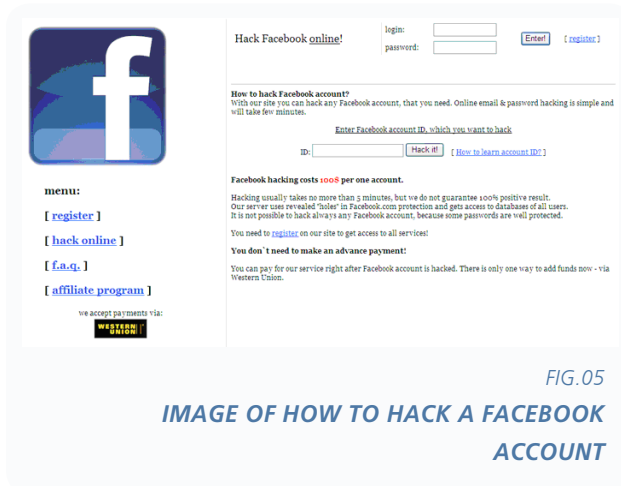 Hack Facebook online!
login:
password:
Enter!
[ register ]
How to hack Facebook account?
With our site you can hack any Facebook account, that you need. Online email & password hacking is simple and
will take few minutes.
Enter Facebook account ID, which you want to hack
ID:
Hack it!
[ How to learn account ID? ]
Facebook hacking costs 100$ per one account.
Hacking usually takes no more than 5 minutes, but we do not guarantee 100% positive result.
Our server uses revealed "holes" in Facebook.com protection and gets access to databases of all users.
It is not possible to hack always any Facebook account, because some passwords are well protected.
You need to register on our site to get access to all services!
You don`t need to make an advance payment!
You can pay for our service right after Facebook account is hacked. There is only one way to add funds now - via
Western Union.
menu:
[ register ]
[ hack online ]
[ f.a.q. ]
[ affiliate program ]
we accept payments via:
WESTERN
UNION
FIG.05
IMAGE OF HOW TO HACK A FACEBOOK
ACCOUNT